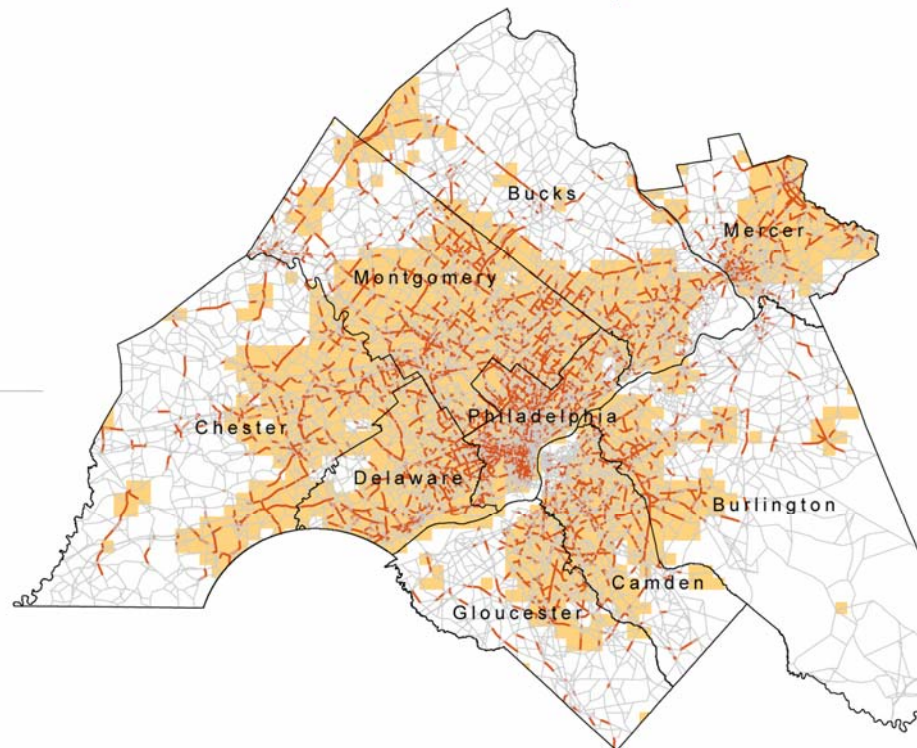 Bucks
Mercer
Montgomery
Philadelphia
Chester
Delaware
Burlington
Camden
Gloucester